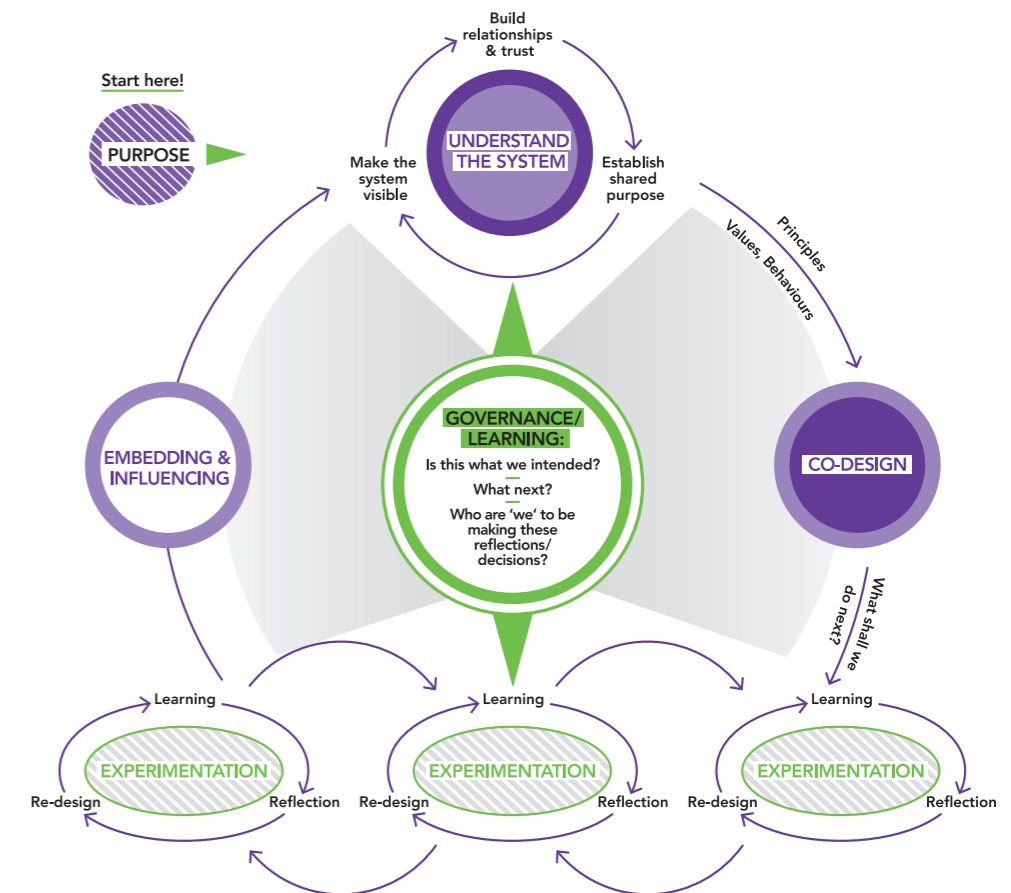 Start here!
PURPOSE
Build
relationships
& trust
UNDERSTAND
THE SYSTEM
Make the
system
visible
Establish
shared
purpose
Principles
Values, Behaviours
GOVERNANCE/
LEARNING:
Is this what we intended?
What next?
Who are ‘we’ to be
making these
reflections/
decisions?
EMBEDDING &
INFLUENCING
CO-DESIGN
What shall we
do next?
Learning
EXPERIMENTATION
Re-design
Reflection
Learning
EXPERIMENTATION
Re-design
Reflection
Learning
EXPERIMENTATION
Re-design
Reflection